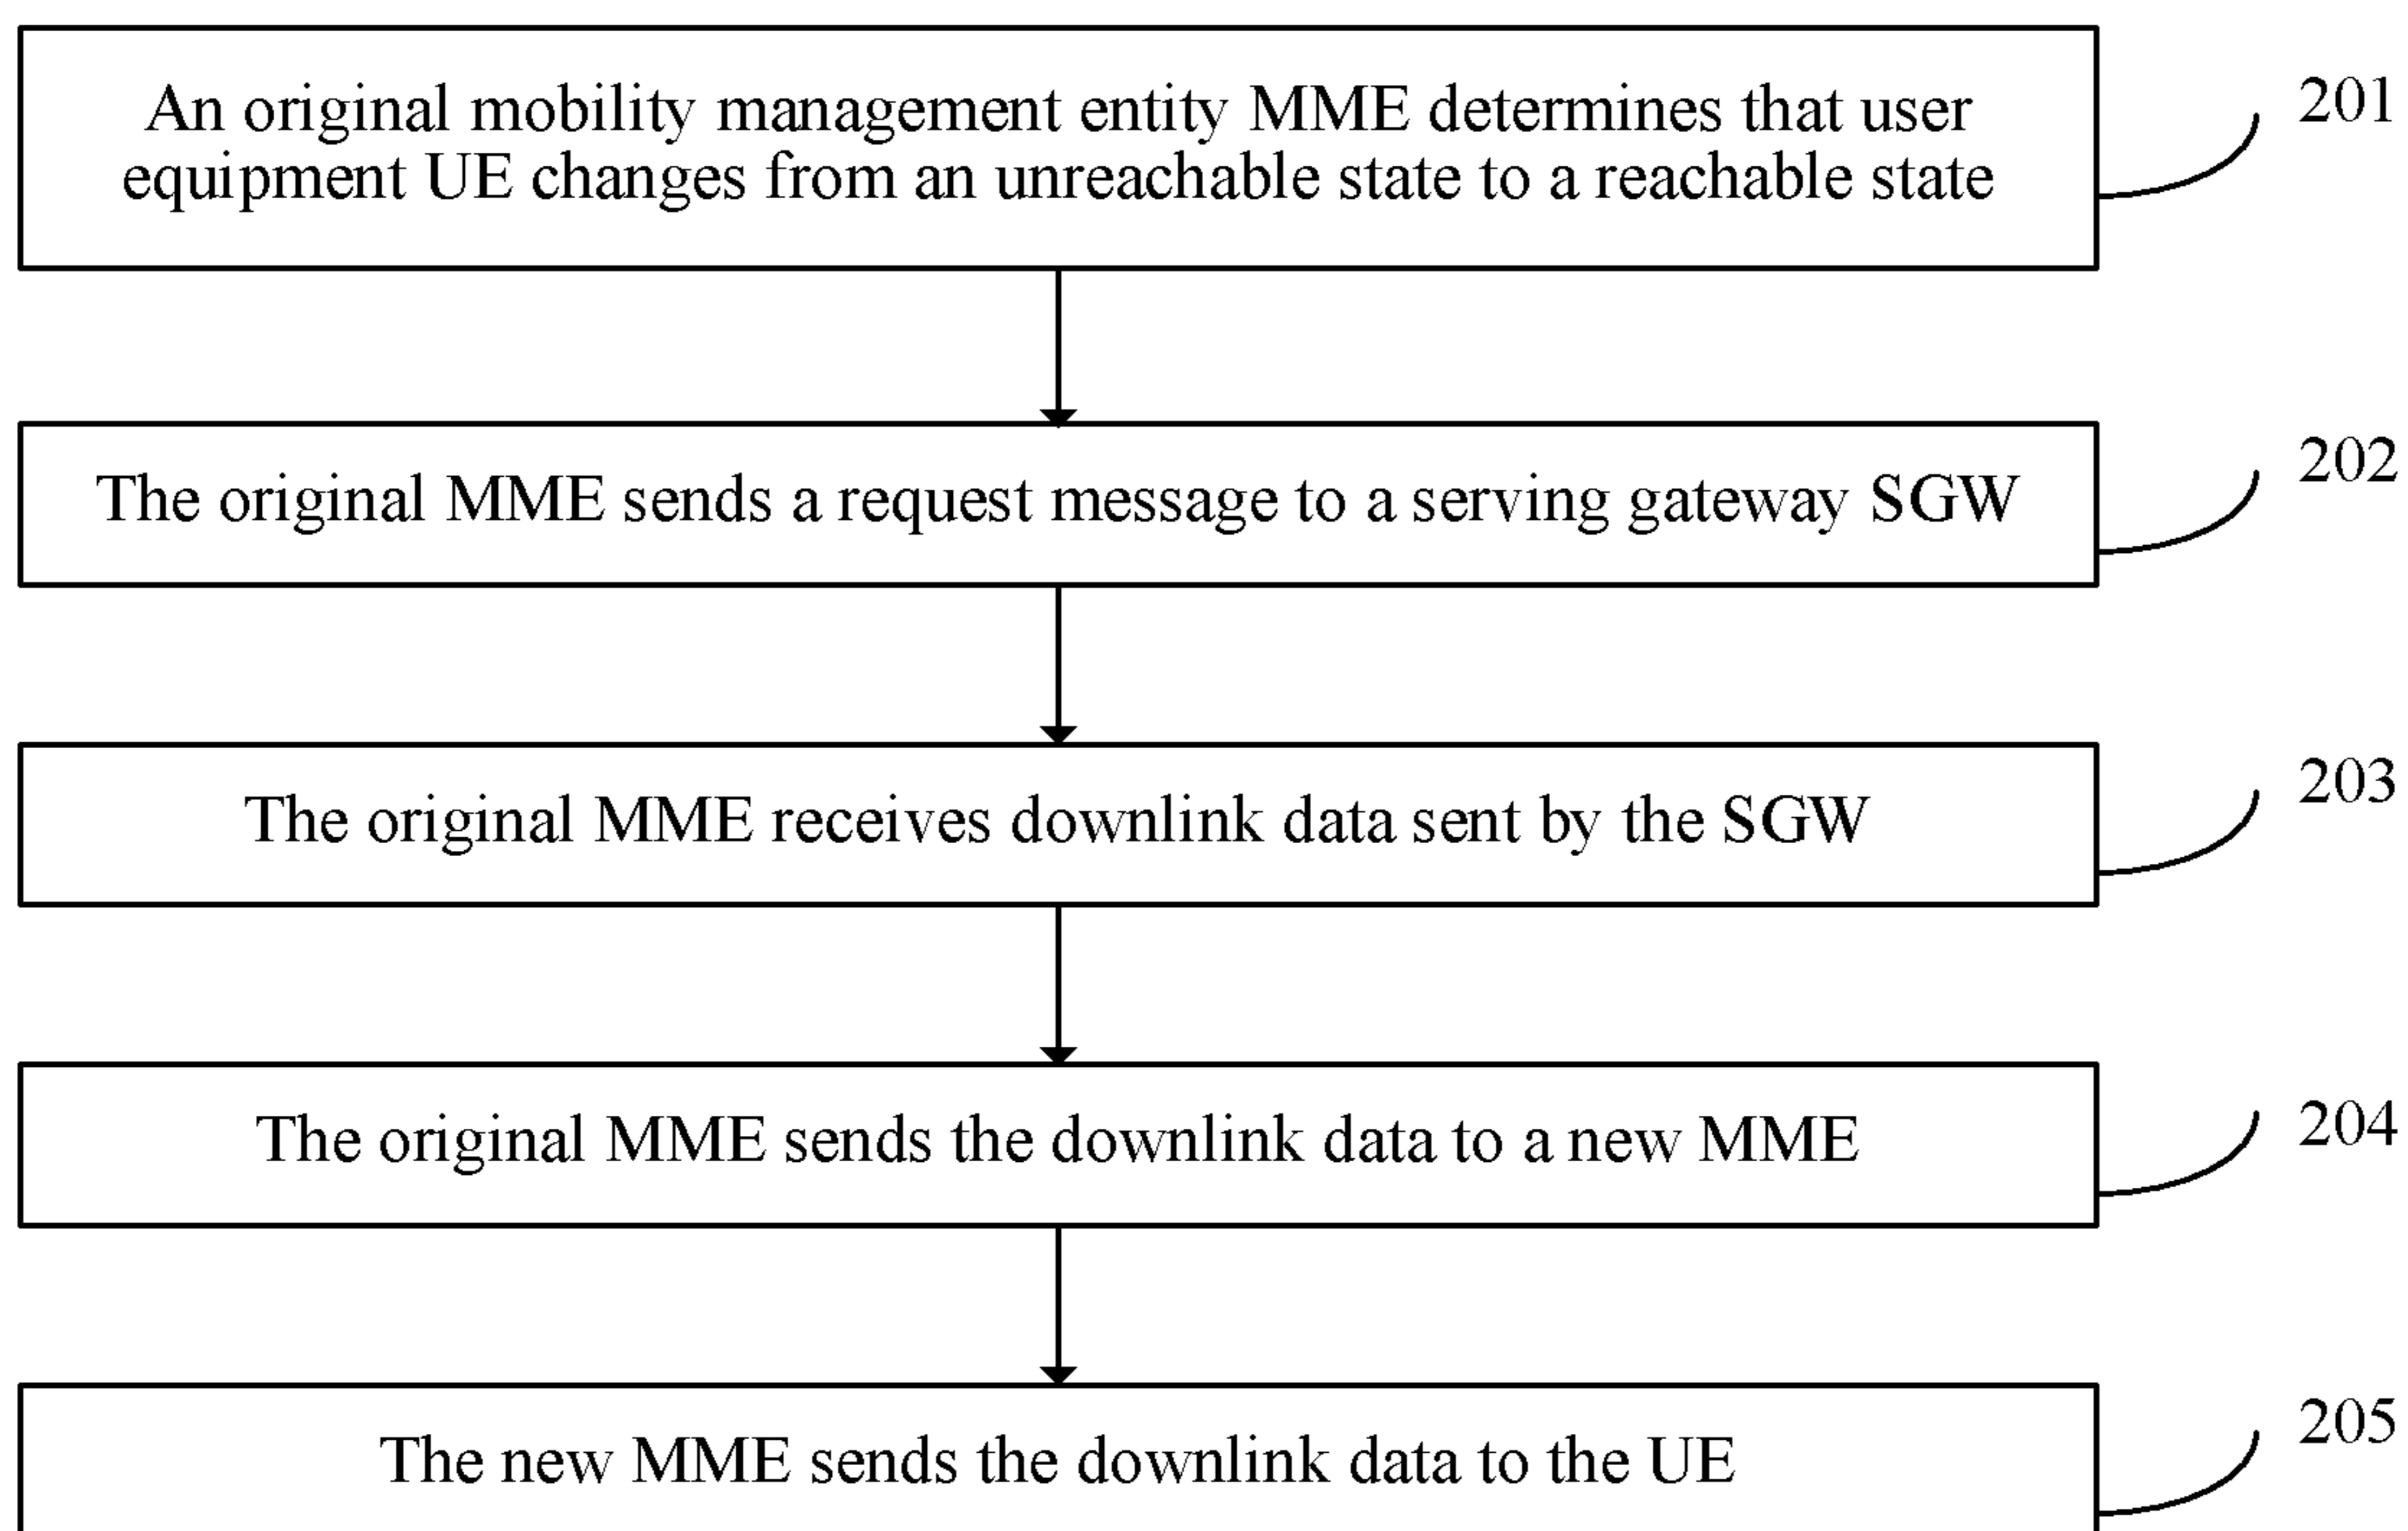 An original mobility management entity MME determines that user
equipment UE changes from an unreachable state to a reachable state
201
The original MME sends a request message to a serving gateway SGW
202
The original MME receives downlink data sent by the SGW
203
The original MME sends the downlink data to a new MME
204
The new MME sends the downlink data to the UE
205